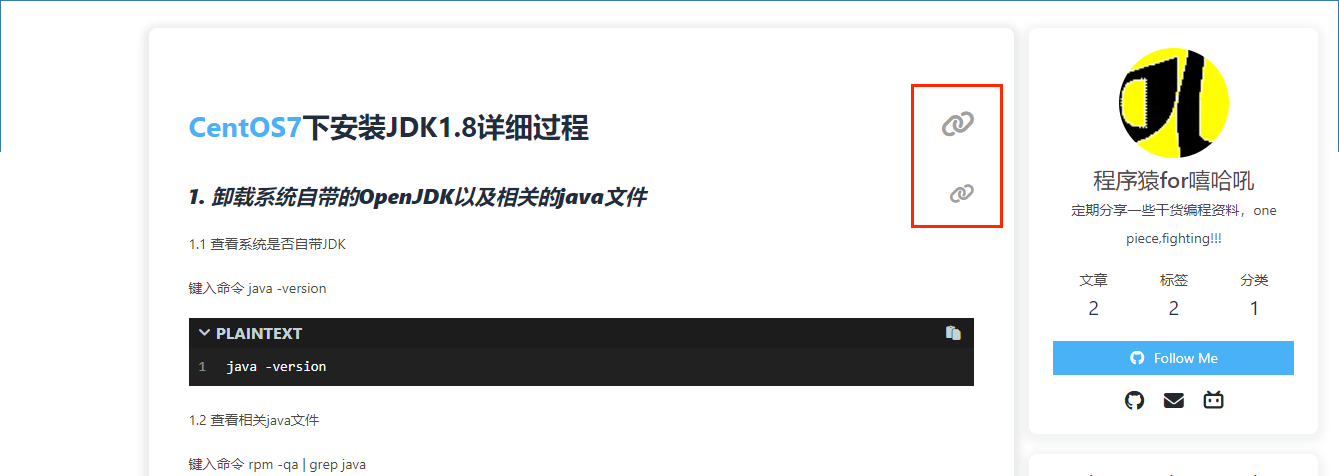 CentOS7下安装JDK1.8详细过程
1. 卸载系统自带的OpenJDK以及相关的java文件
1.1 查看系统是否自带JDK
键入命令 java -version
PLAINTEXT
1 java -version
1.2 查看相关java文件
键入命令 rpm -qa | grep java
程序猿for嘻哈吼
定期分享一些干货编程资料，one
piece,fighting!!!
文章 标签 分类
2 2 1
Follow Me